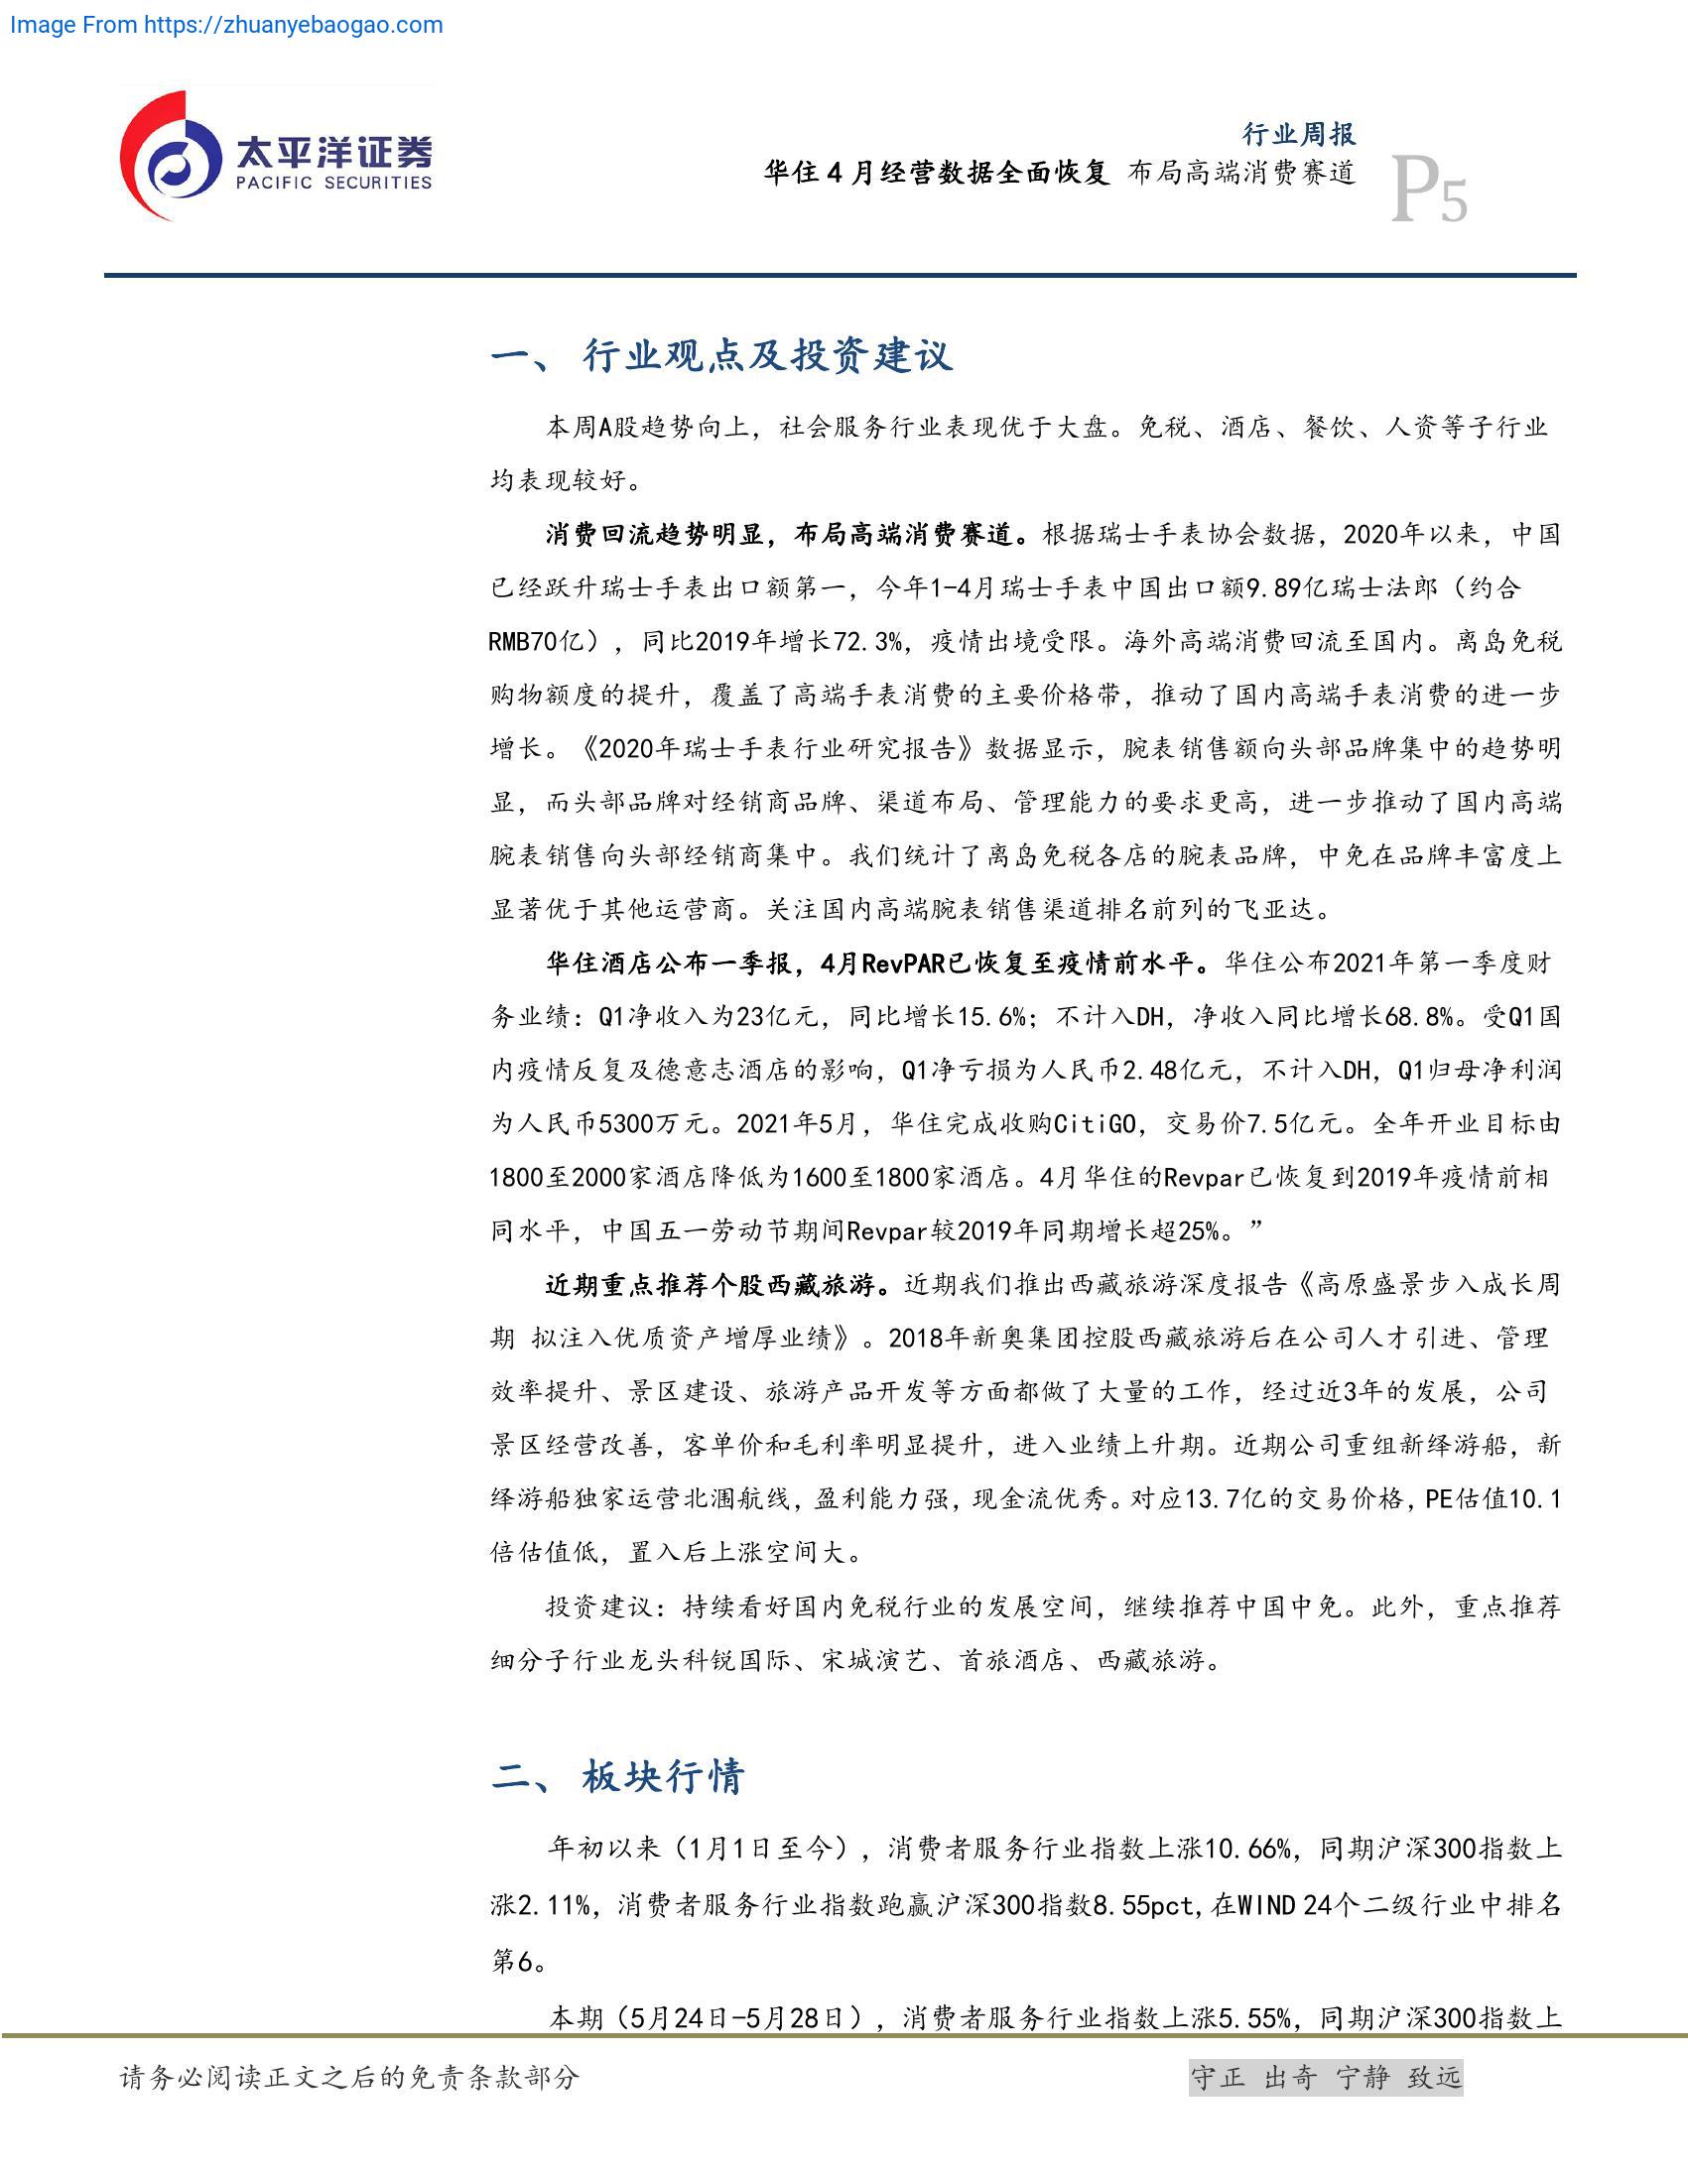 Image From https://zhuanyebaogao.com
太平洋证券
PACIFIC SECURITIES
行业周报
华住 4 月经营数据全面恢复 布局高端消费赛道
P5
一、 行业观点及投资建议
本周A股趋势向上，社会服务行业表现优于大盘。免税、酒店、餐饮、人资等子行业
均表现较好。
消费回流趋势明显，布局高端消费赛道。根据瑞士手表协会数据，2020年以来，中国
已经跃升瑞士手表出口额第一，今年1-4月瑞士手表中国出口额9.89亿瑞士法郎（约合
RMB70亿），同比2019年增长72.3%，疫情出境受限。海外高端消费回流至国内。离岛免税
购物额度的提升，覆盖了高端手表消费的主要价格带，推动了国内高端手表消费的进一步
增长。《2020年瑞士手表行业研究报告》数据显示，腕表销售额向头部品牌集中的趋势明
显，而头部品牌对经销商品牌、渠道布局、管理能力的要求更高，进一步推动了国内高端
腕表销售向头部经销商集中。我们统计了离岛免税各店的腕表品牌，中免在品牌丰富度上
显著优于其他运营商。关注国内高端腕表销售渠道排名前列的飞亚达。
华住酒店公布一季报，4月RevPAR已恢复至疫情前水平。华住公布2021年第一季度财
务业绩：Q1净收入为23亿元，同比增长15.6%；不计入DH，净收入同比增长68.8%。受Q1国
内疫情反复及德意志酒店的影响，Q1净亏损为人民币2.48亿元，不计入DH，Q1归母净利润
为人民币5300万元。2021年5月，华住完成收购CitiGO，交易价7.5亿元。全年开业目标由
1800至2000家酒店降低为1600至1800家酒店。4月华住的Revpar已恢复到2019年疫情前相
同水平，中国五一劳动节期间Revpar较2019年同期增长超25%。”
近期重点推荐个股西藏旅游。近期我们推出西藏旅游深度报告《高原盛景步入成长周
期 拟注入优质资产增厚业绩》。2018年新奥集团控股西藏旅游后在公司人才引进、管理
效率提升、景区建设、旅游产品开发等方面都做了大量的工作，经过近3年的发展，公司
景区经营改善，客单价和毛利率明显提升，进入业绩上升期。近期公司重组新绎游船，新
绎游船独家运营北涠航线，盈利能力强，现金流优秀。对应13.7亿的交易价格，PE估值10.1
倍估值低，置入后上涨空间大。
投资建议：持续看好国内免税行业的发展空间，继续推荐中国中免。此外，重点推荐
细分子行业龙头科锐国际、宋城演艺、首旅酒店、西藏旅游。
二、 板块行情
年初以来（1月1日至今），消费者服务行业指数上涨10.66%，同期沪深300指数上
涨2.11%，消费者服务行业指数跑赢沪深300指数8.55pct,在WIND 24个二级行业中排名
第6。
本期（5月24日-5月28日），消费者服务行业指数上涨5.55%，同期沪深300指数上
请务必阅读正文之后的免责条款部分
守正 出奇 宁静 致远